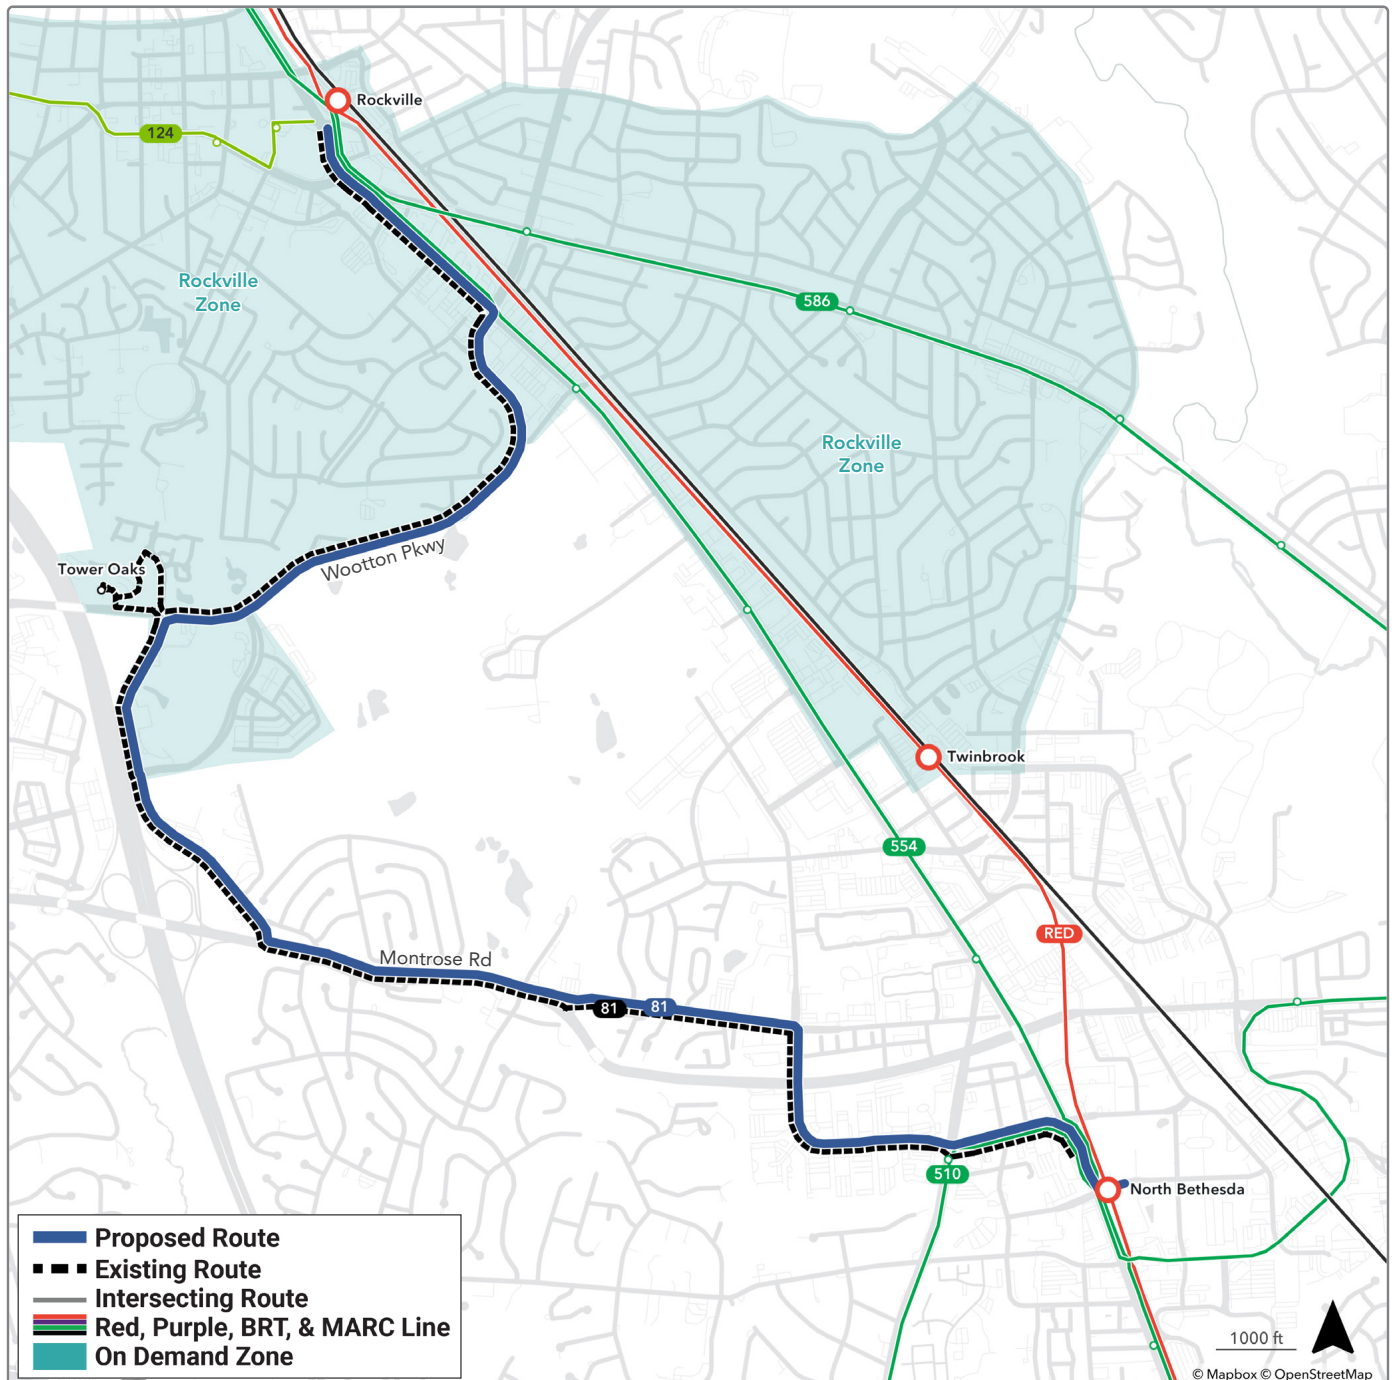 Rockville
124
Rockville
Zone
586
Rockville
Zone
Wootton Pkwy
Tower Oaks
Twinbrook
554
RED
Montrose Rd
81
81
510
North Bethesda
Proposed Route
Existing Route
Intersecting Route
Red, Purple, BRT, & MARC Line
On Demand Zone
1000 ft
© Mapbox © OpenStreetMap